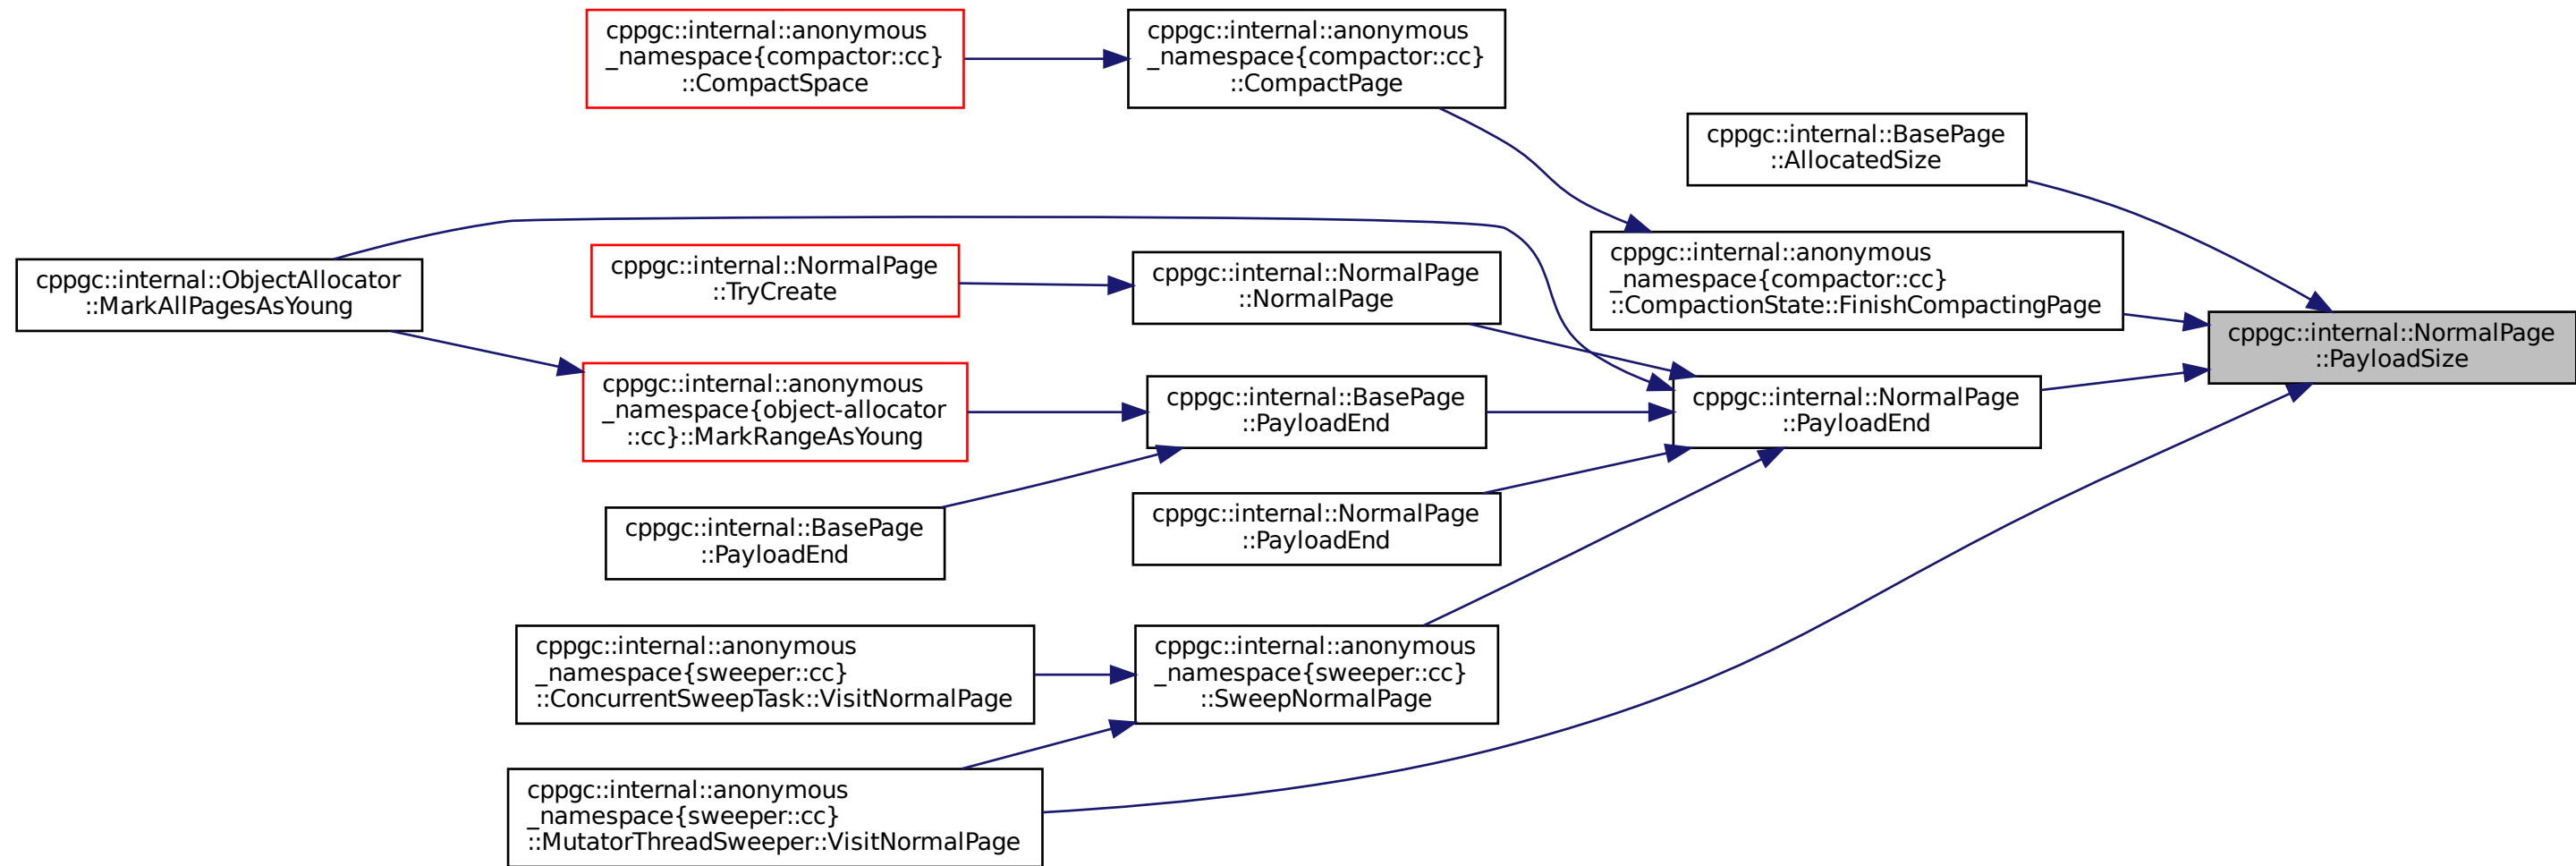 cppgc::internal::anonymous
_namespace{compactor::cc}
::CompactSpace
cppgc::internal::anonymous
_namespace{compactor::cc}
::CompactPage
cppgc::internal::BasePage
::AllocatedSize
cppgc::internal::ObjectAllocator
::MarkAllPagesAsYoung
cppgc::internal::NormalPage
::TryCreate
cppgc::internal::NormalPage
::NormalPage
cppgc::internal::anonymous
_namespace{compactor::cc}
::CompactionState::FinishCompactingPage
cppgc::internal::NormalPage
::PayloadSize
cppgc::internal::anonymous
_namespace{object-allocator
::cc}::MarkRangeAsYoung
cppgc::internal::BasePage
::PayloadEnd
cppgc::internal::NormalPage
::PayloadEnd
cppgc::internal::BasePage
::PayloadEnd
cppgc::internal::NormalPage
::PayloadEnd
cppgc::internal::anonymous
_namespace{sweeper::cc}
::ConcurrentSweepTask::VisitNormalPage
cppgc::internal::anonymous
_namespace{sweeper::cc}
::SweepNormalPage
cppgc::internal::anonymous
_namespace{sweeper::cc}
::MutatorThreadSweeper::VisitNormalPage